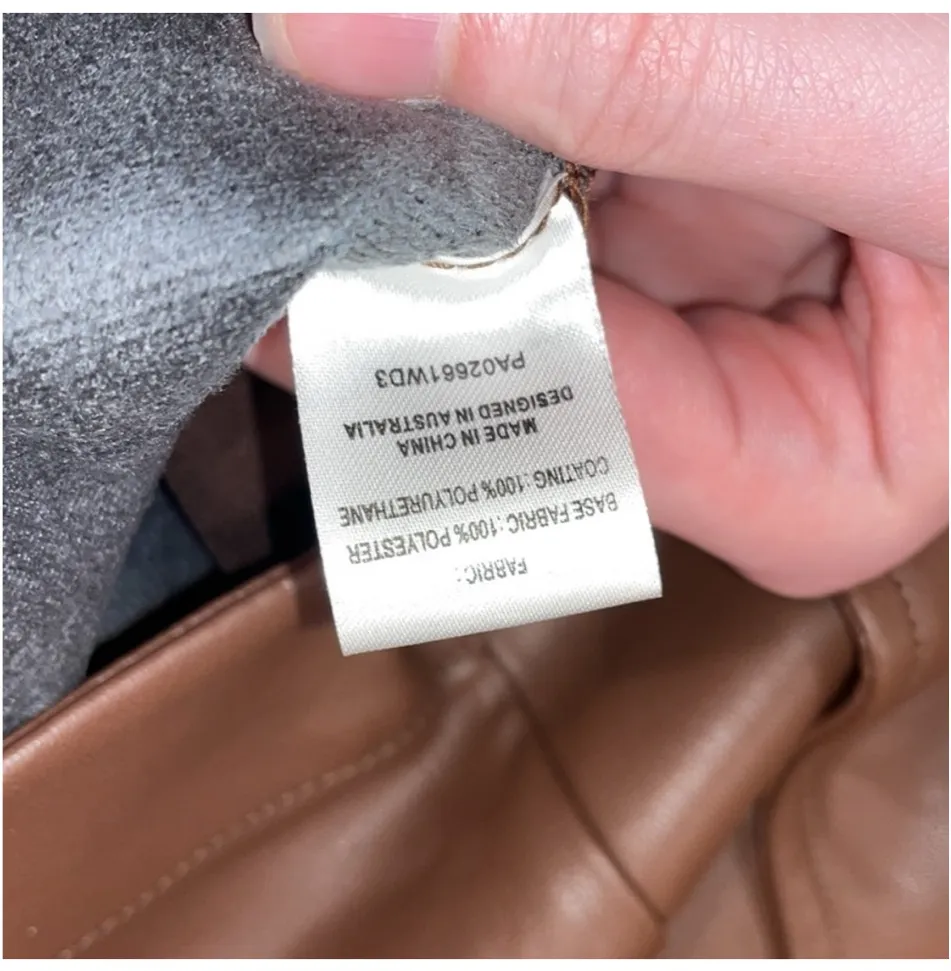 FABRIC:
BASE FABRIC:100% POLYESTER
COATING:100% POLYURETHANE
MADE IN CHINA
DESIGNED IN AUSTRALIA
PA02661WD3